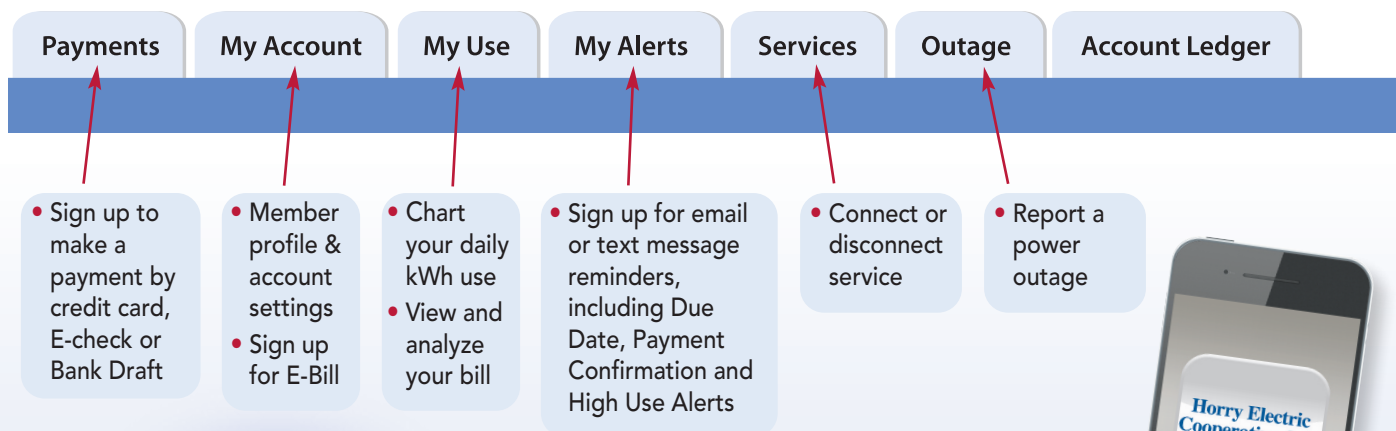 Payments
My Account
My Use
My Alerts
Services
Outage
Account Ledger
• Sign up to
make a
payment by
credit card,
E-check or
Bank Draft
• Member
profile &
account
settings
• Sign up
for E-Bill
• Chart
your daily
kWh use
• View and
analyze
your bill
• Sign up for email
or text message
reminders,
including Due
Date, Payment
Confirmation and
High Use Alerts
• Connect or
disconnect
service
• Report a
power
outage
Horry Electric